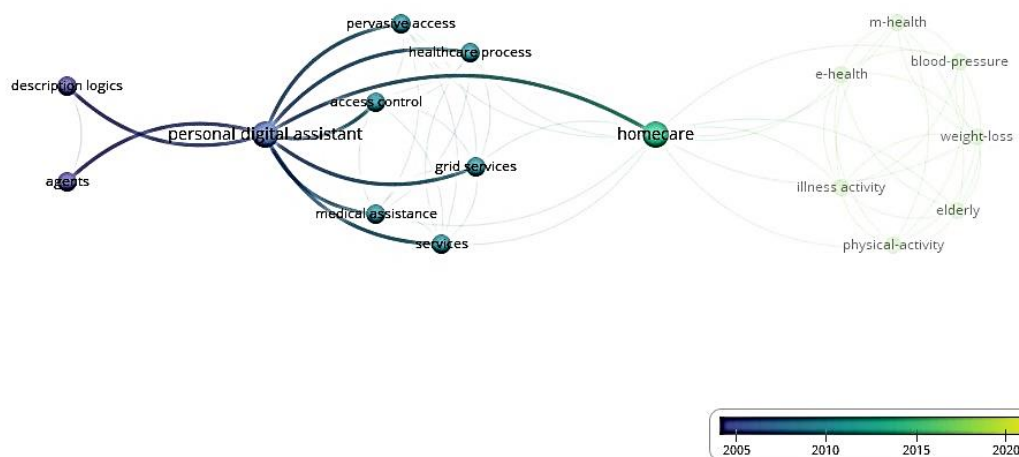 pervasive access
m-health
healthcare process
blood-pressure
e-health
description logics
access control
personal digital assistant
homecare
weight-loss
grid services
agents
illness activity
medical assistance
elderly
services
physical-activity
2005
2010
2015
2020